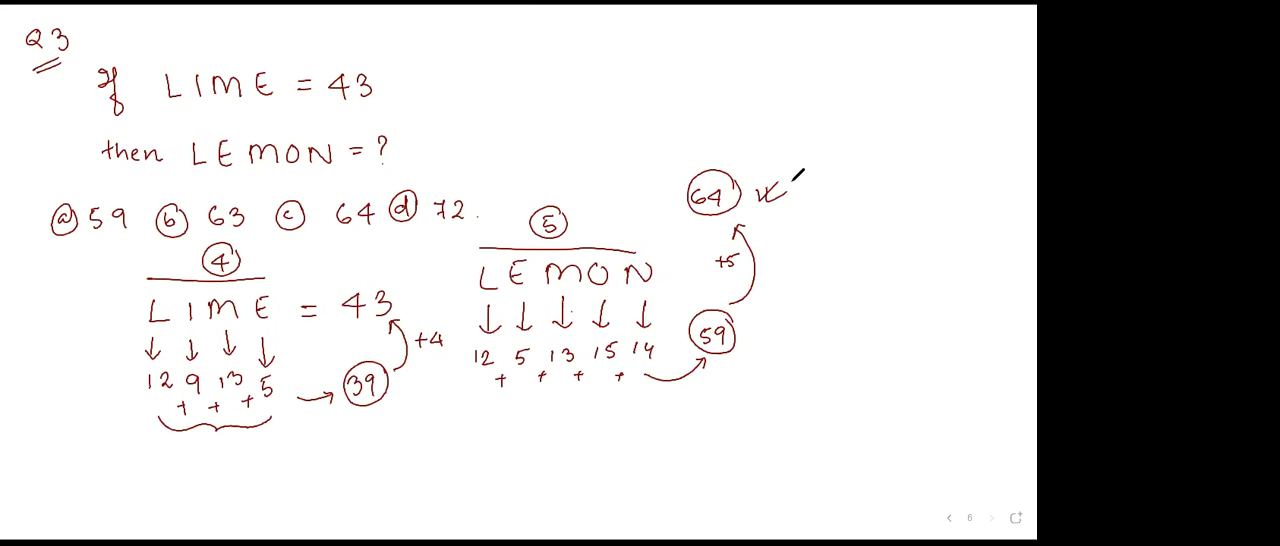 Q3
If LIME = 43
then LEMON = ?
(a) 59 (b) 63 (c) 64 (d) 72.
4
LIME = 43
+4
12 9 13 5
+ + +
39
5
LEMON
12 5 13 15 14
+ + + +
59
+5
64
6